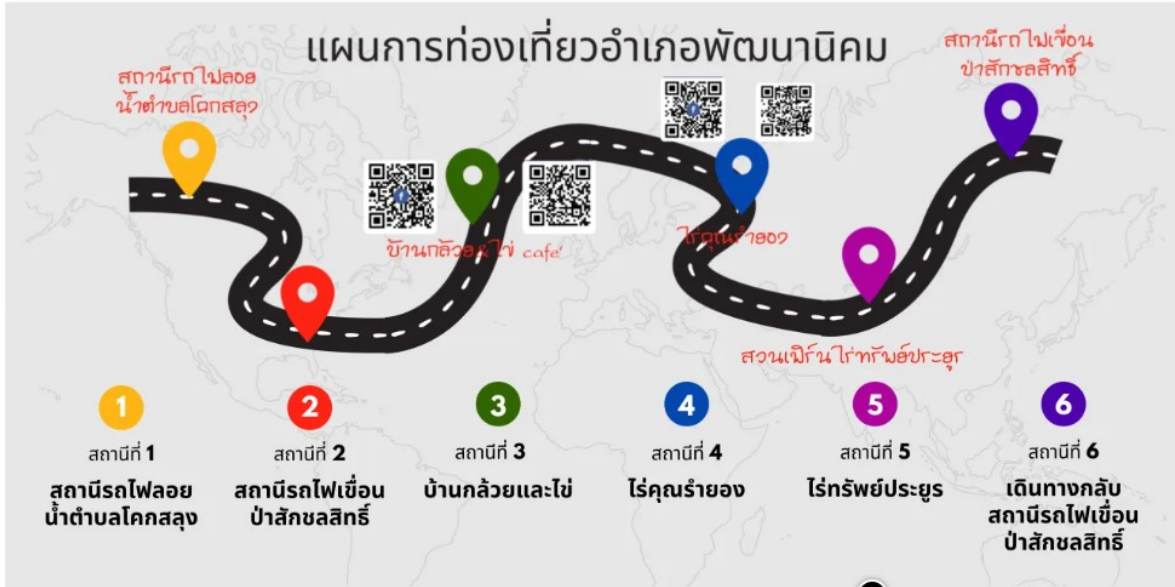 แผนการท่องเที่ยวอำเภอพัฒนานิคม
สถานีรถไฟลอย
น้ำตำบลโคกสลุง
สถานีรถไฟเขื่อน
ป่าสักชลสิทธิ์
บ้านกล้วย&ไข่ cafe'
ไร่คุณรำยอง
สวนเฟิร์นไร่ทรัพย์ประยูร
1
สถานีที่ 1
สถานีรถไฟลอย
น้ำตำบลโคกสลุง
2
สถานีที่ 2
สถานีรถไฟเขื่อน
ป่าสักชลสิทธิ์
3
สถานีที่ 3
บ้านกล้วยและไข่
4
สถานีที่ 4
ไร่คุณรำยอง
5
สถานีที่ 5
ไร่ทรัพย์ประยูร
6
สถานีที่ 6
เดินทางกลับ
สถานีรถไฟเขื่อน
ป่าสักชลสิทธิ์